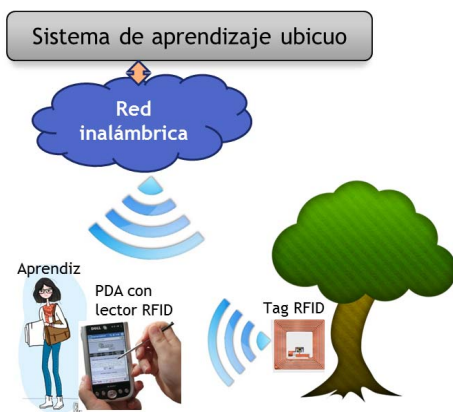 Sistema de aprendizaje ubicuo
Red
inalámbrica
Aprendiz
PDA con
lector RFID
Tag RFID